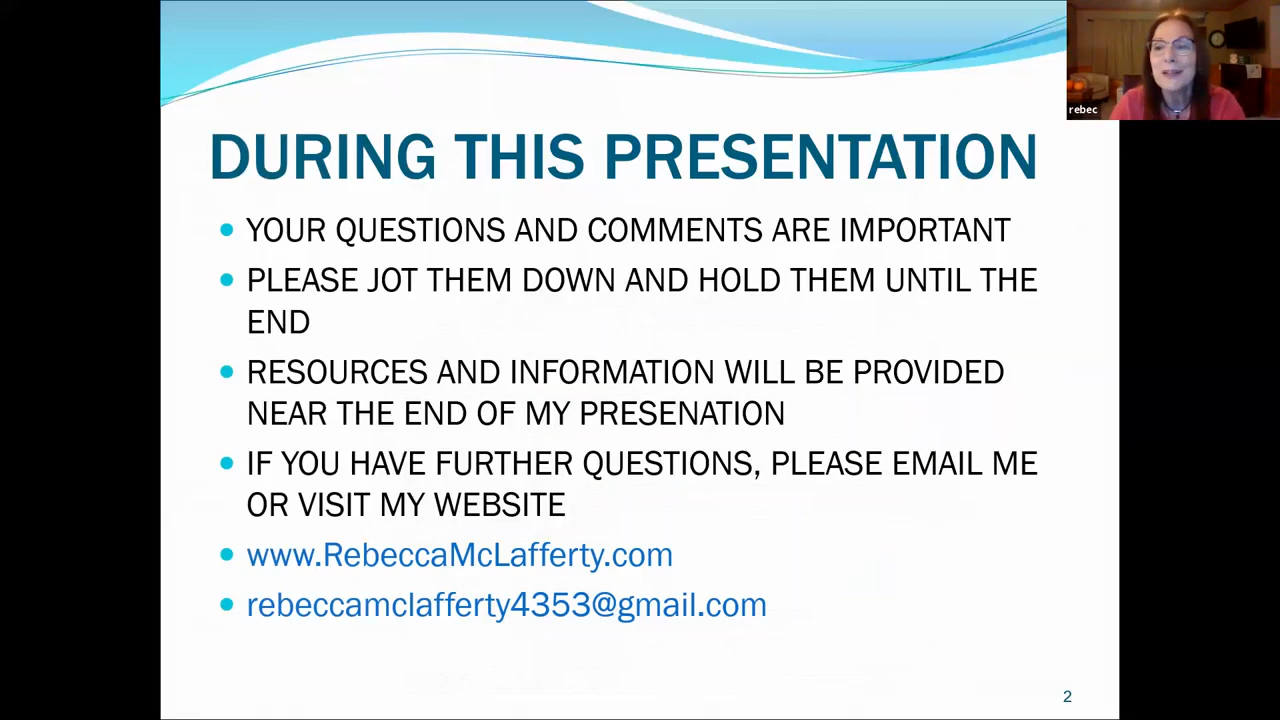 DURING THIS PRESENTATION
YOUR QUESTIONS AND COMMENTS ARE IMPORTANT
PLEASE JOT THEM DOWN AND HOLD THEM UNTIL THE
END
RESOURCES AND INFORMATION WILL BE PROVIDED
NEAR THE END OF MY PRESENATION
IF YOU HAVE FURTHER QUESTIONS, PLEASE EMAIL ME
OR VISIT MY WEBSITE
www.RebeccaMcLafferty.com
rebeccamclafferty4353@gmail.com
2
rebec